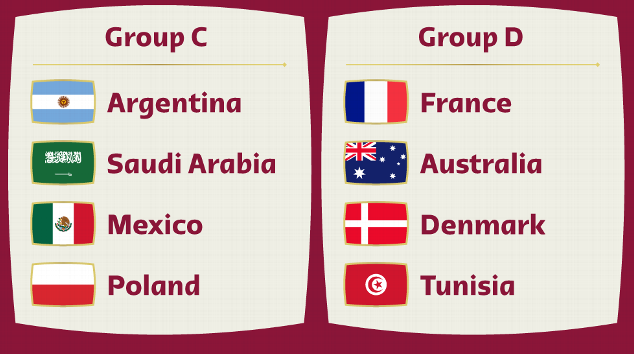 Group C
Argentina
Saudi Arabia
Mexico
Poland
Group D
France
Australia
Denmark
Tunisia